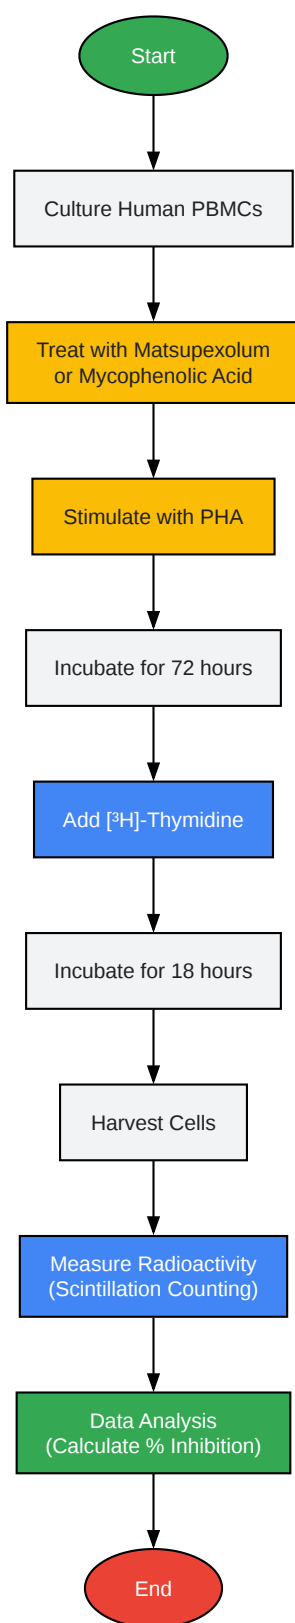 Start
Culture Human PBMCs
Treat with Matsupexolum
or Mycophenolic Acid
Stimulate with PHA
Incubate for 72 hours
Add [³H]-Thymidine
Incubate for 18 hours
Harvest Cells
Measure Radioactivity
(Scintillation Counting)
Data Analysis
(Calculate % Inhibition)
End